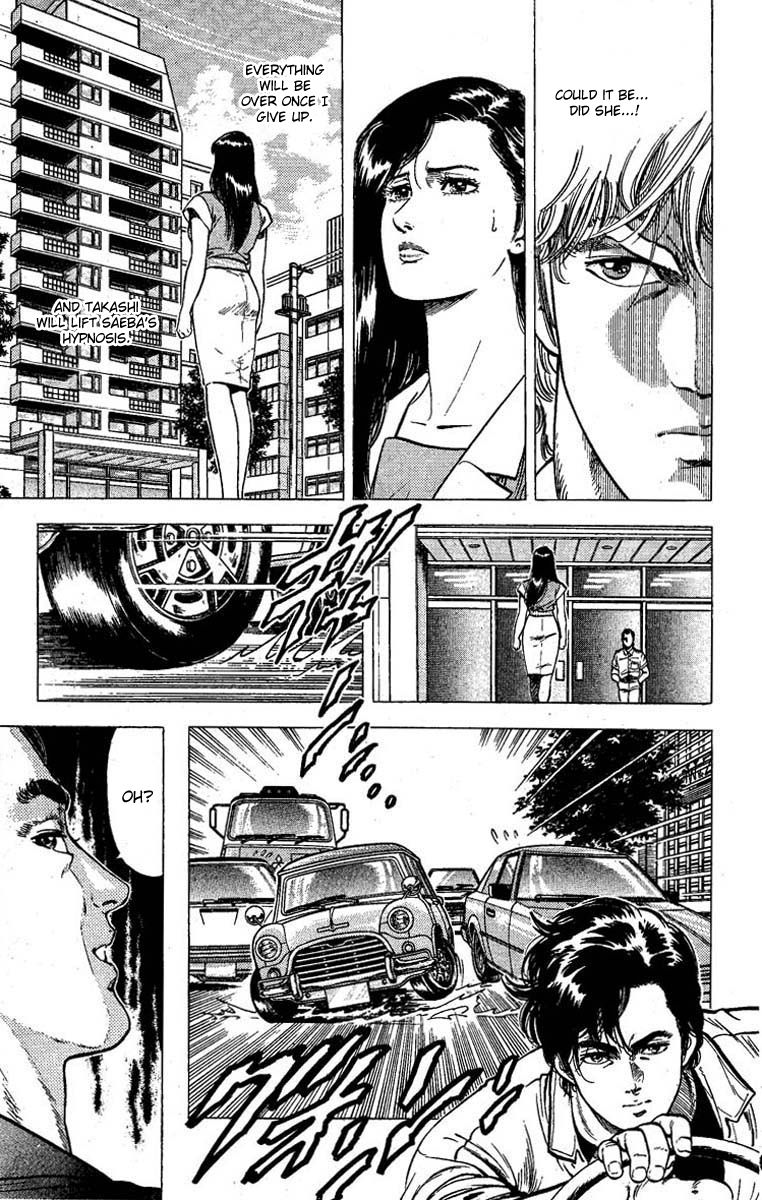 COULD IT BE...
DID SHE...!
EVERYTHING
WILL BE
OVER ONCE I
GIVE UP.
AND TAKASHI
WILL LIFT SAEBA'S
HYPNOSIS.
OH?